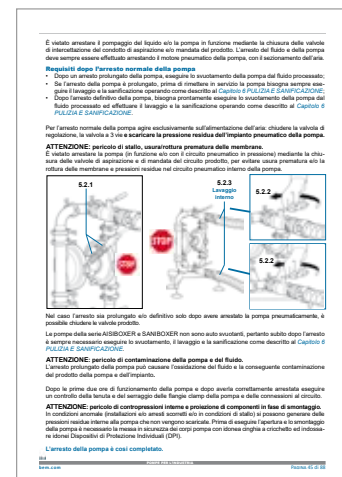 È vietato arrestare il pompaggio del liquido e/o la pompa in funzione mediante la chiusura delle valvole
di intercettazione del condotto di aspirazione e/o mandata del prodotto. L'arresto del fluido e della pompa
deve sempre essere effettuato arrestando il motore pneumatico della pompa, con il sezionamento dell'aria.
Requisiti dopo l'arresto normale della pompa
• Dopo un arresto prolungato della pompa, eseguire lo svuotamento della pompa dal fluido processato;
• Se l'arresto della pompa è prolungato, prima di rimettere in servizio la pompa bisogna sempre ese-
guire il lavaggio e la sanificazione operando come descritto al Capitolo 6 PULIZIA E SANIFICAZIONE;
• Dopo l'arresto definitivo della pompa, bisogna prontamente eseguire lo svuotamento della pompa dal
fluido processato ed effettuare il lavaggio e la sanificazione operando come descritto al Capitolo 6
PULIZIA E SANIFICAZIONE.
Per l'arresto normale della pompa agire exclusivamente sull'alimentazione dell'aria: chiudere la valvola di
regolazione, la valvola a 3 vie e scaricare la pressione residua dell'impianto pneumatico della pompa.
ATTENZIONE: pericolo di stallo, usura/rottura premature delle membrane.
È vietato arrestare la pompa (in funzione e/o con il circuito pneumatico in pressione) mediante la chiu-
sura delle valvole di aspirazione e di mandata del circuito prodotto, per evitare usura prematura e/o la
rottura delle membrane e pressioni residue nel circuito pneumatico interno della pompa.
5.2.1
5.2.3
Lavaggio
interno
5.2.2
STOP
STOP
5.2.2
Nel caso l'arresto sia prolungato e/o definitivo solo dopo avere arrestato la pompa pneumaticamente, è
possibile chiudere le valvole prodotto.
Le pompe della serie AISIBOXER e SANIBOXER non sono auto svuotanti, pertanto subito dopo l'arresto
è sempre necessario eseguire lo svuotamento, il lavaggio e la sanificazione come descritto al Capitolo 6
PULIZIA E SANIFICAZIONE.
ATTENZIONE: pericolo di contaminazione della pompa e del fluido.
L'arresto prolungato della pompa può causare l'ossidazione del fluido e la conseguente contaminazione
del prodotto della pompa e dell'impianto.
Dopo le prime due ore di funzionamento della pompa e dopo averla correttamente arrestata eseguire
un controllo della tenuta e del serraggio delle flangie clamp della pompa e delle connessioni al circuito.
ATTENZIONE: pericolo di contropressioni interne e proiezione di componenti in fase di smontaggio.
In condizioni anomale (installazioni e/o arresti scorretti e/o in condizioni di stallo) si possono generare delle
pressioni residue interne alla pompa che non vengono scaricate. Prima di eseguire l'apertura e lo smontaggio
della pompa è necessario la messa in sicurezza dei corpi pompa con idonea cinghia a cricchetto ed indossa-
re idonei Dispositivi di Protezione Individuali (DPI).
L'arresto della pompa è così completato.
POMPE PER L'INDUSTRIA
PAGINA 45 DI 88